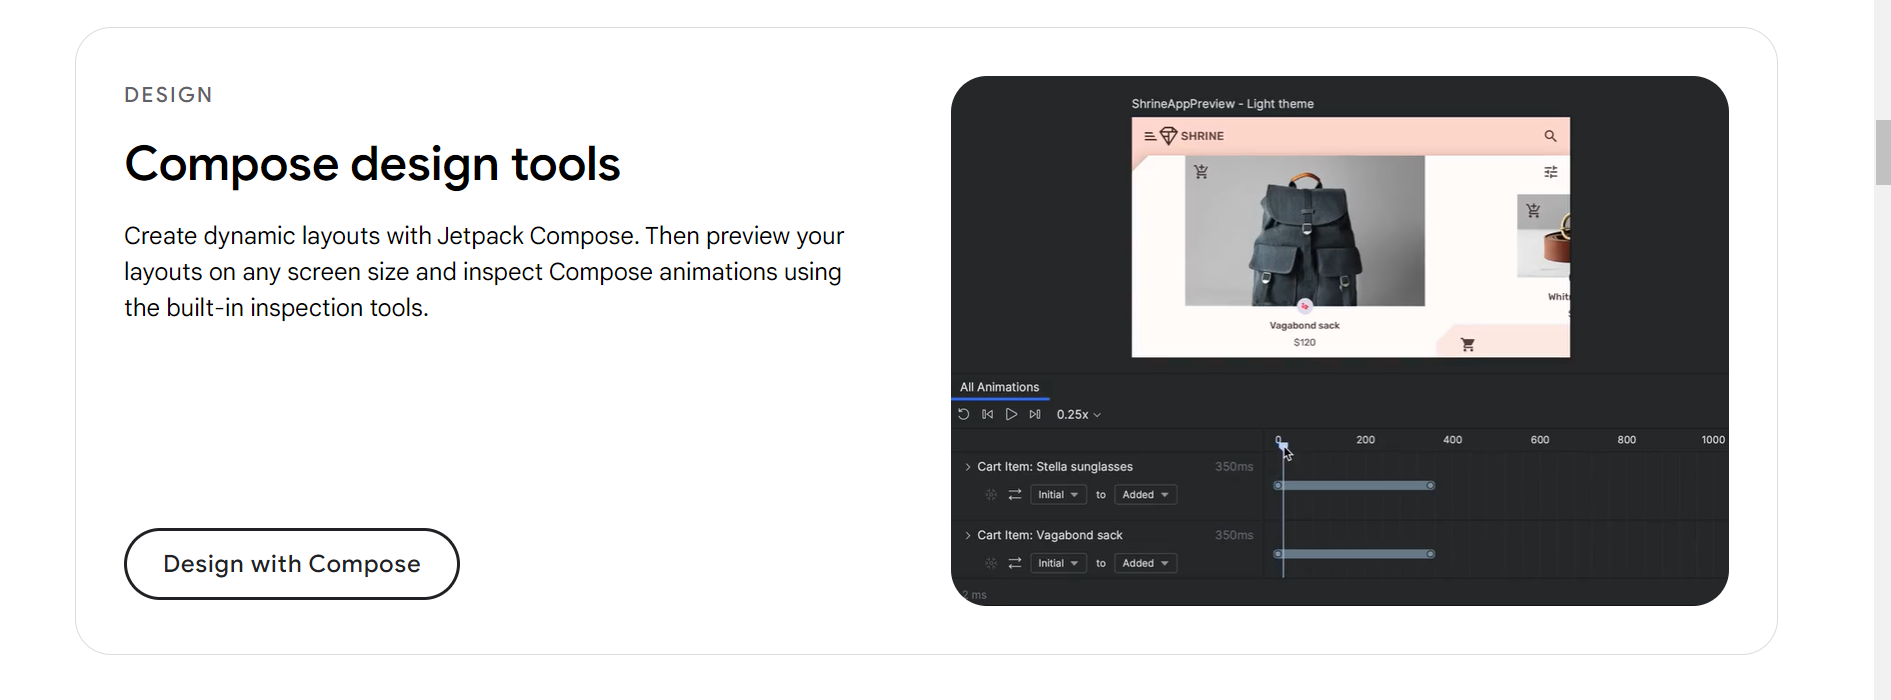 DESIGN
Compose design tools
Create dynamic layouts with Jetpack Compose. Then preview your
layouts on any screen size and inspect Compose animations using
the built-in inspection tools.
Design with Compose
ShrineAppPreview - Light theme
SHRINE
Vagabond sack
$120
All Animations
0.25x
0 200 400 600 800 1000
Cart Item: Stella sunglasses 350ms
Initial to Added
Cart Item: Vagabond sack 350ms
Initial to Added
2 ms